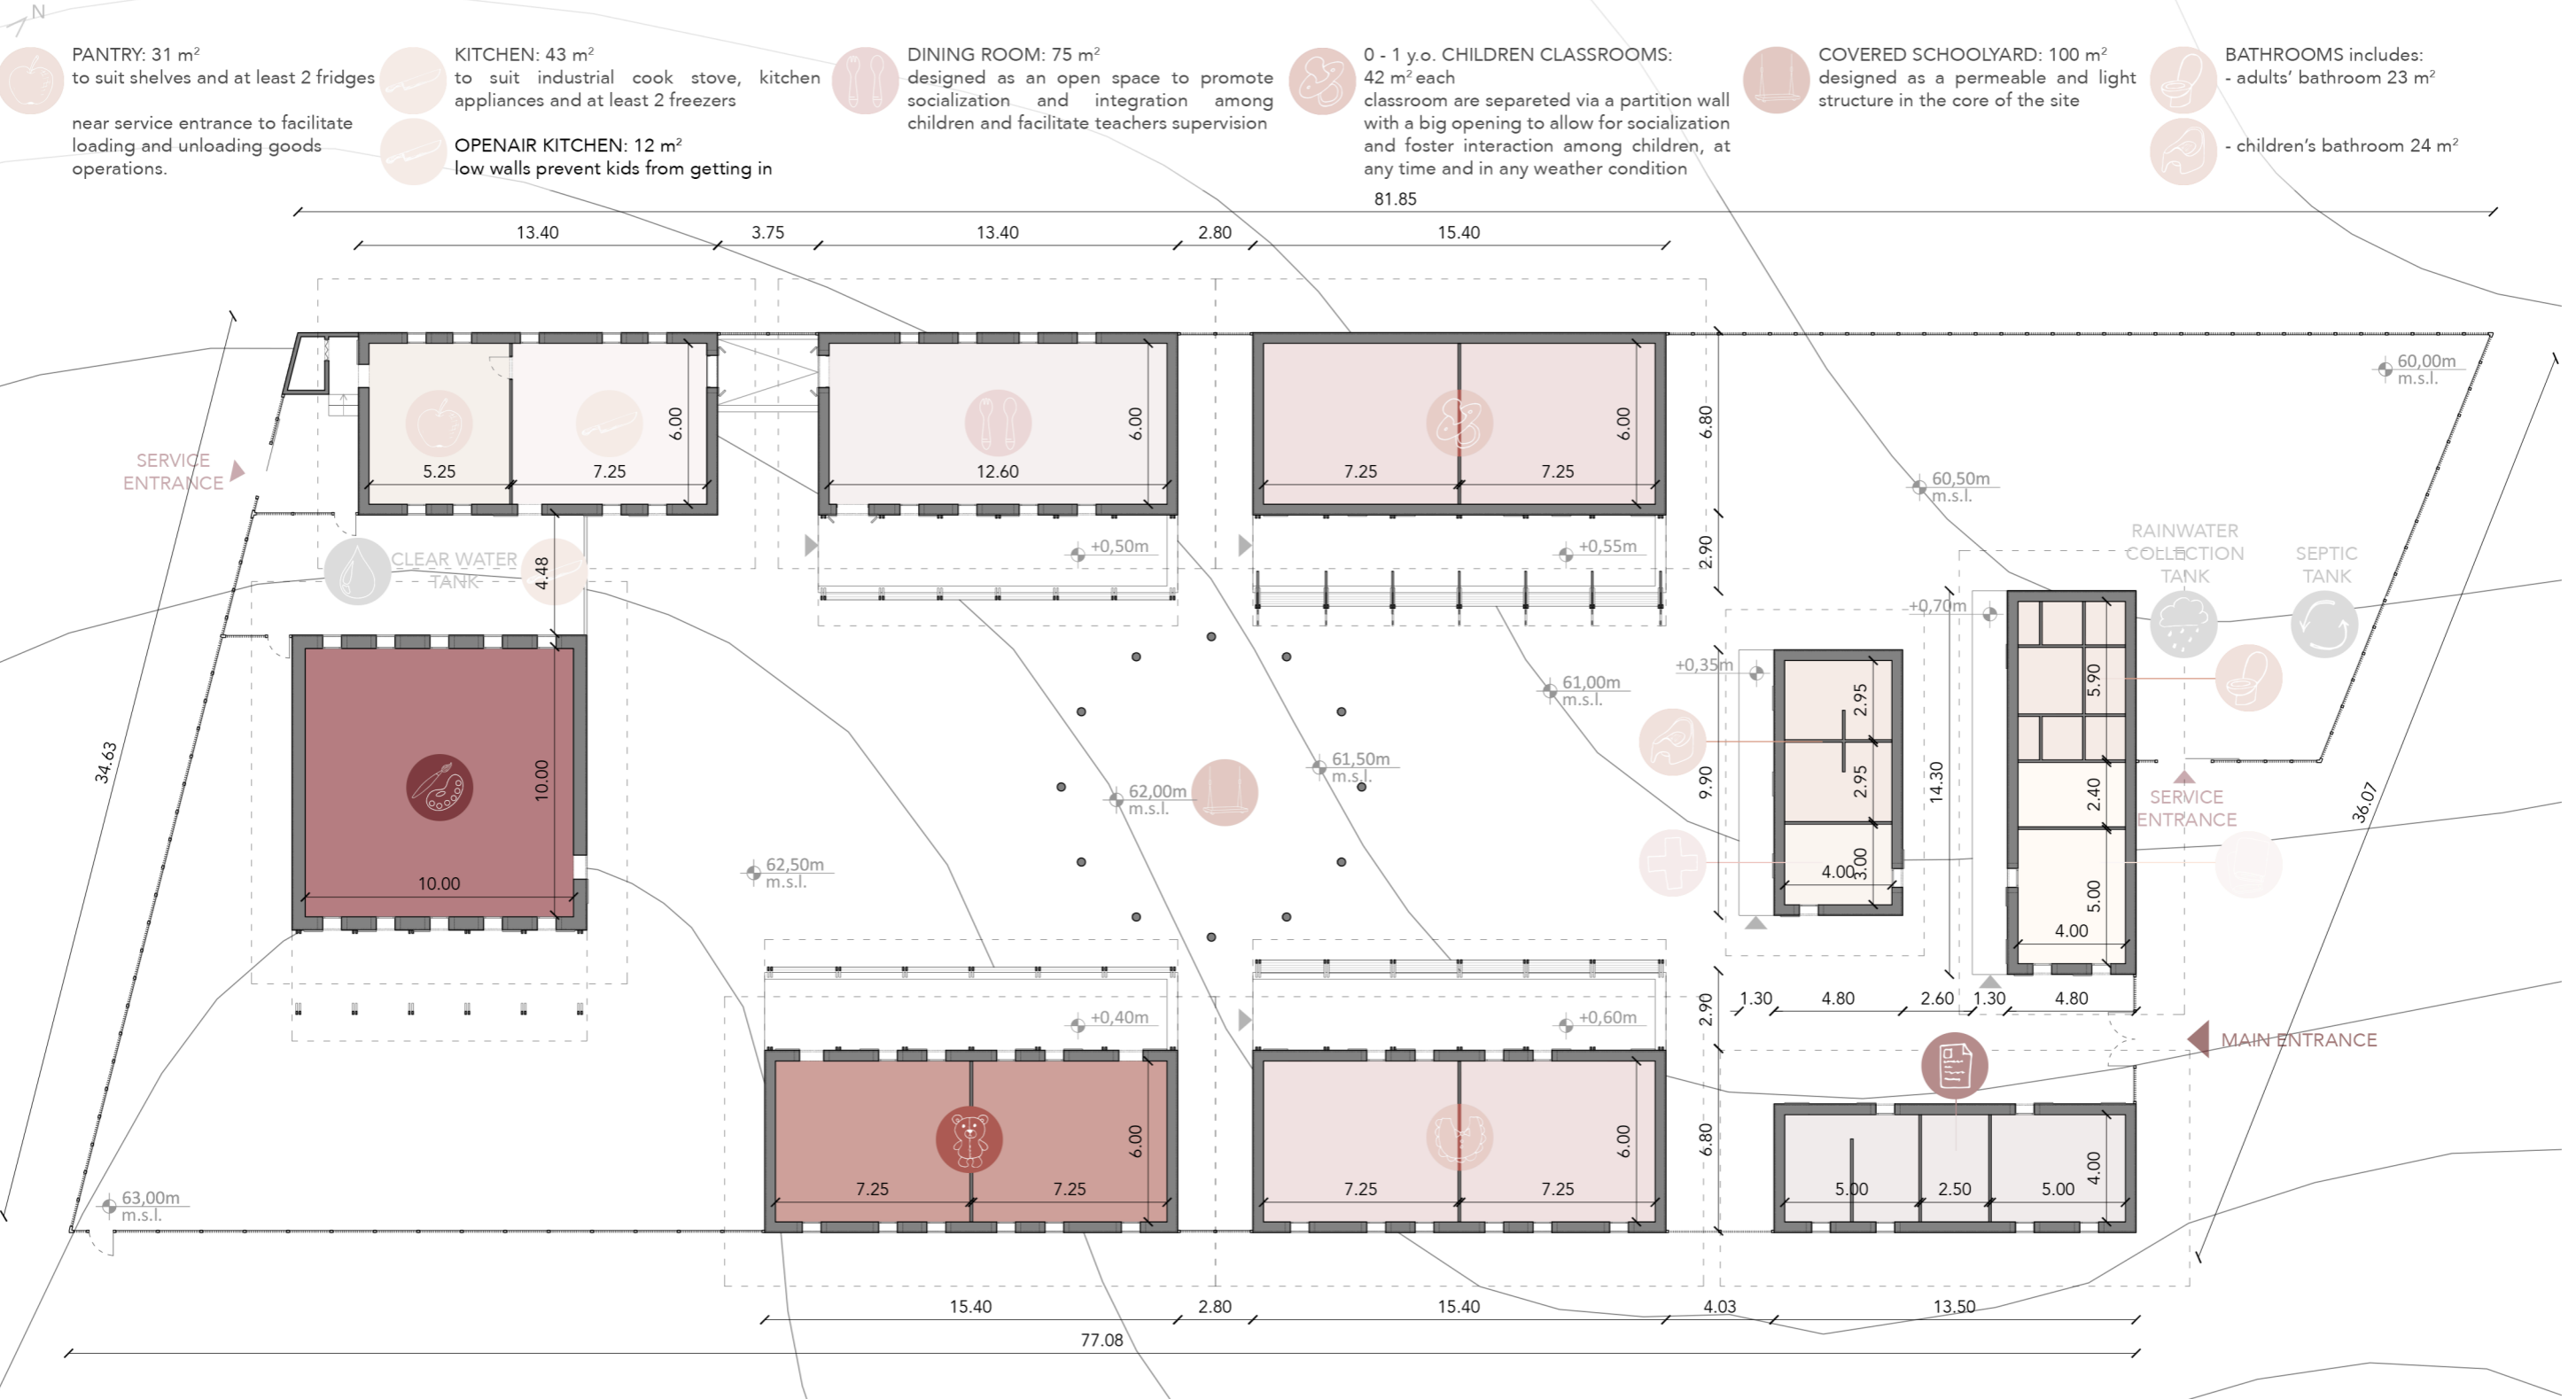 N
PANTRY: 31 m²
to suit shelves and at least 2 fridges
near service entrance to facilitate
loading and unloading goods
operations.
KITCHEN: 43 m²
to suit industrial cook stove, kitchen
appliances and at least 2 freezers
OPENAIR KITCHEN: 12 m²
low walls prevent kids from getting in
DINING ROOM: 75 m²
designed as an open space to promote
socialization and integration among
children and facilitate teachers supervision
0 - 1 y.o. CHILDREN CLASSROOMS:
42 m² each
classroom are separeted via a partition wall
with a big opening to allow for socialization
and foster interaction among children, at
any time and in any weather condition
COVERED SCHOOLYARD: 100 m²
designed as a permeable and light
structure in the core of the site
BATHROOMS includes:
- adults’ bathroom 23 m²
- children’s bathroom 24 m²
81.85
13.40
3.75
13.40
2.80
15.40
60,00m
m.s.l.
6.00
6.00
6.00
6.80
SERVICE
ENTRANCE
5.25
7.25
12.60
7.25
7.25
60,50m
m.s.l.
CLEAR WATER
TANK
4.48
+0,50m
+0,55m
2.90
RAINWATER
COLLECTION
TANK
SEPTIC
TANK
+0,70m
+0,35m
61,00m
m.s.l.
2.95
5.90
34.63
10.00
61,50m
m.s.l.
62,00m
m.s.l.
9.90
2.95
14.30
2.40
SERVICE
ENTRANCE
36.07
62,50m
m.s.l.
10.00
4.00
3.00
5.00
4.00
1.30
4.80
2.60
1.30
4.80
2.90
+0,40m
+0,60m
MAIN ENTRANCE
6.00
6.00
6.80
4.00
7.25
7.25
7.25
7.25
5.00
2.50
5.00
63,00m
m.s.l.
15.40
2.80
15.40
4.03
13.50
77.08